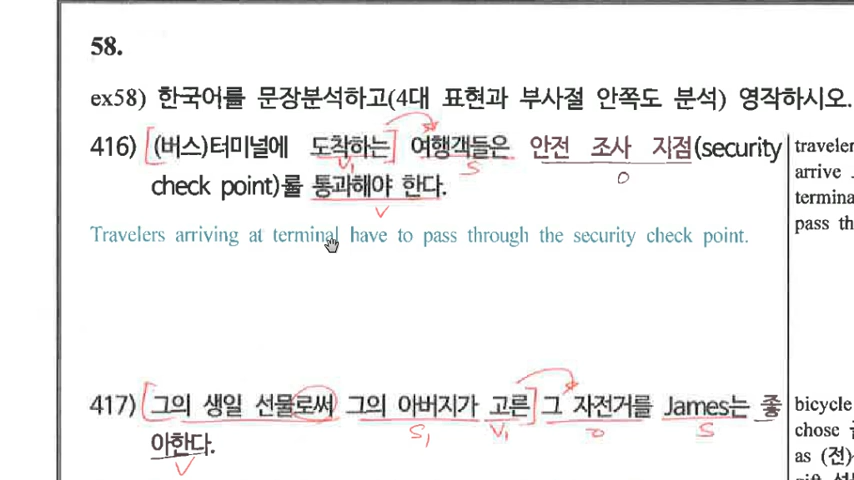 58.
ex58) 한국어를 문장분석하고(4대 표현과 부사절 안쪽도 분석) 영작하시오.
416) (버스)터미널에 도착하는 여행객들은 안전 조사 지점(security
V₁ S O
check point)를 통과해야 한다.
V
Travelers arriving at terminal have to pass through the security check point.
traveler
arrive
termina
pass th
417) 그의 생일 선물로써 그의 아버지가 고른 그 자전거를 James는 좋
S₁ V₁ O S
아한다.
V
bicycle
chose
as (전)